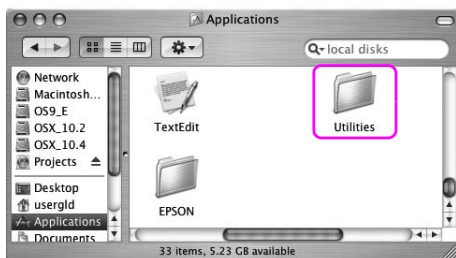 Applications
local disks
Network
Macintosh...
OS9_E
OSX_10.2
OSX_10.4
Projects
Desktop
usergld
Applications
Documents
TextEdit
Utilities
EPSON
33 items, 5.23 GB available